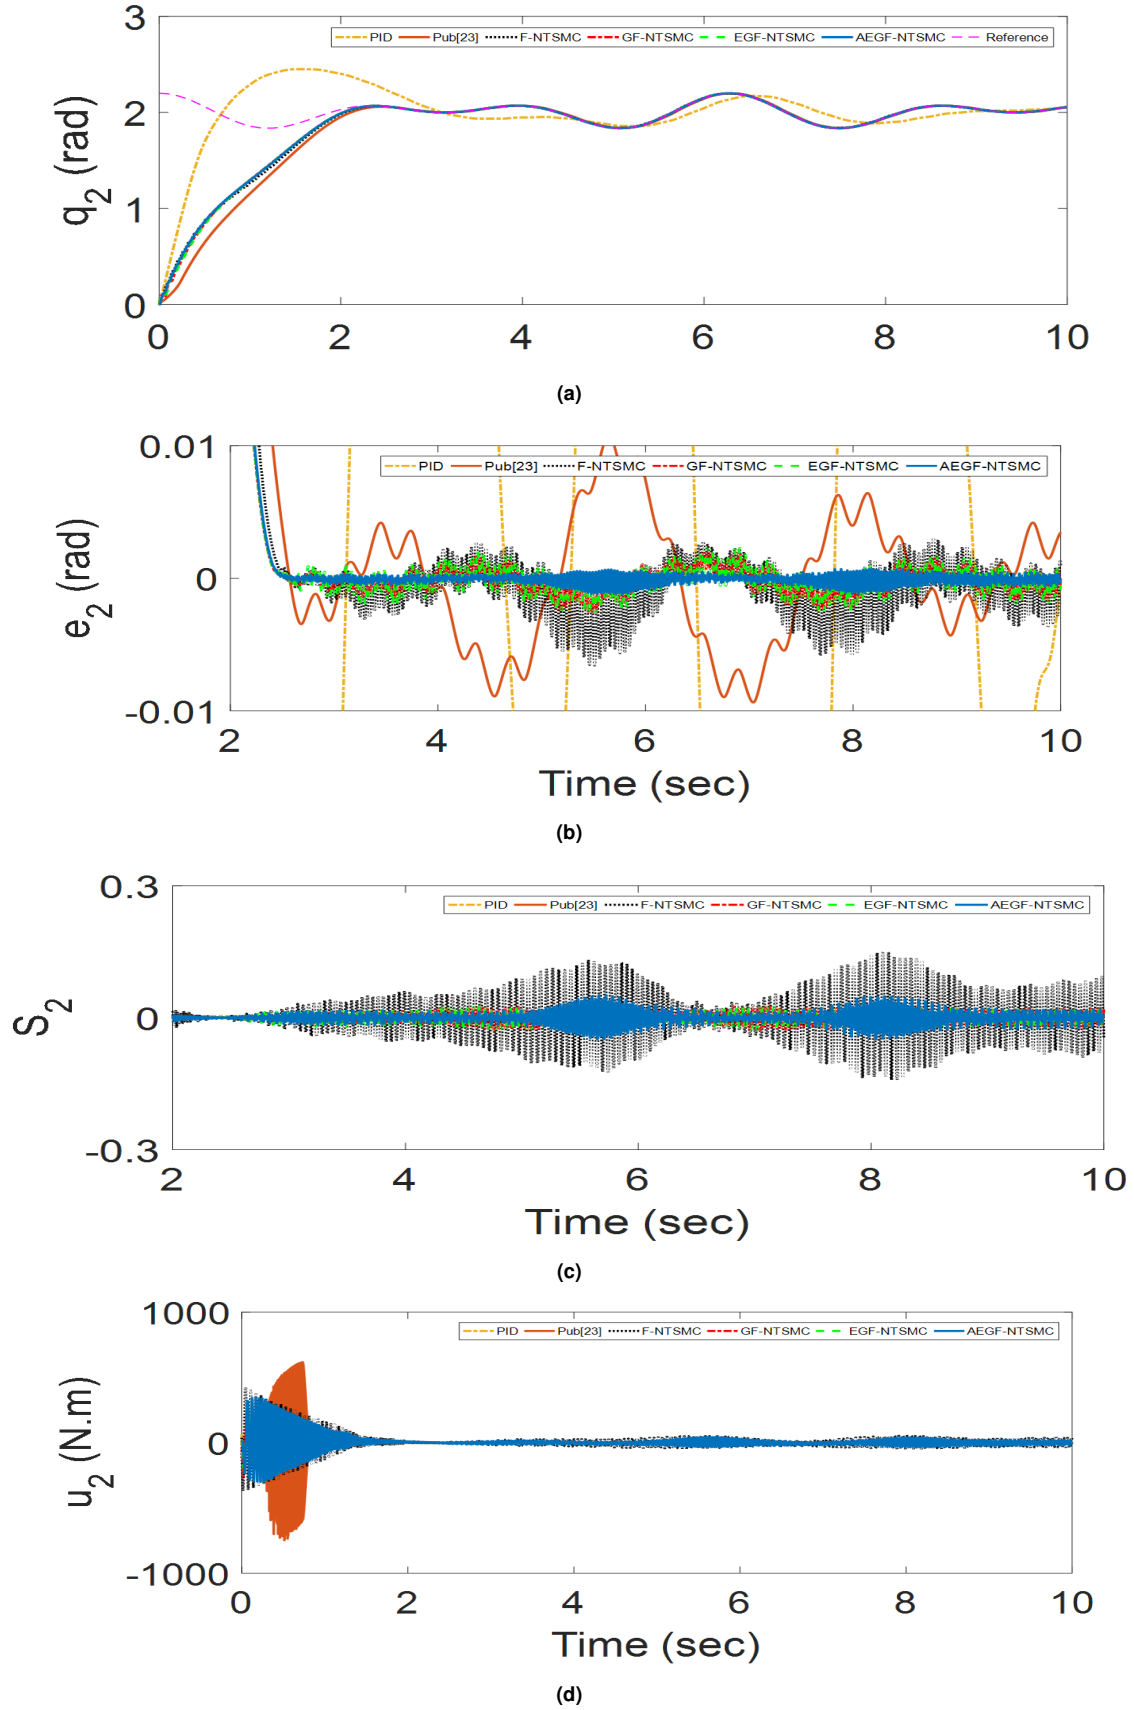 3
2
1
0
q2 (rad)
PID Pub[23] F-NTSMC GF-NTSMC EGF-NTSMC AEGF-NTSMC Reference
0 2 4 6 8 10
(a)
0.01
0
-0.01
e2 (rad)
PID Pub[23] F-NTSMC GF-NTSMC EGF-NTSMC AEGF-NTSMC
2 4 6 8 10
Time (sec)
(b)
0.3
0
-0.3
S2
PID Pub[23] F-NTSMC GF-NTSMC EGF-NTSMC AEGF-NTSMC
2 4 6 8 10
Time (sec)
(c)
1000
0
-1000
u2 (N.m)
PID Pub[23] F-NTSMC GF-NTSMC EGF-NTSMC AEGF-NTSMC
0 2 4 6 8 10
Time (sec)
(d)